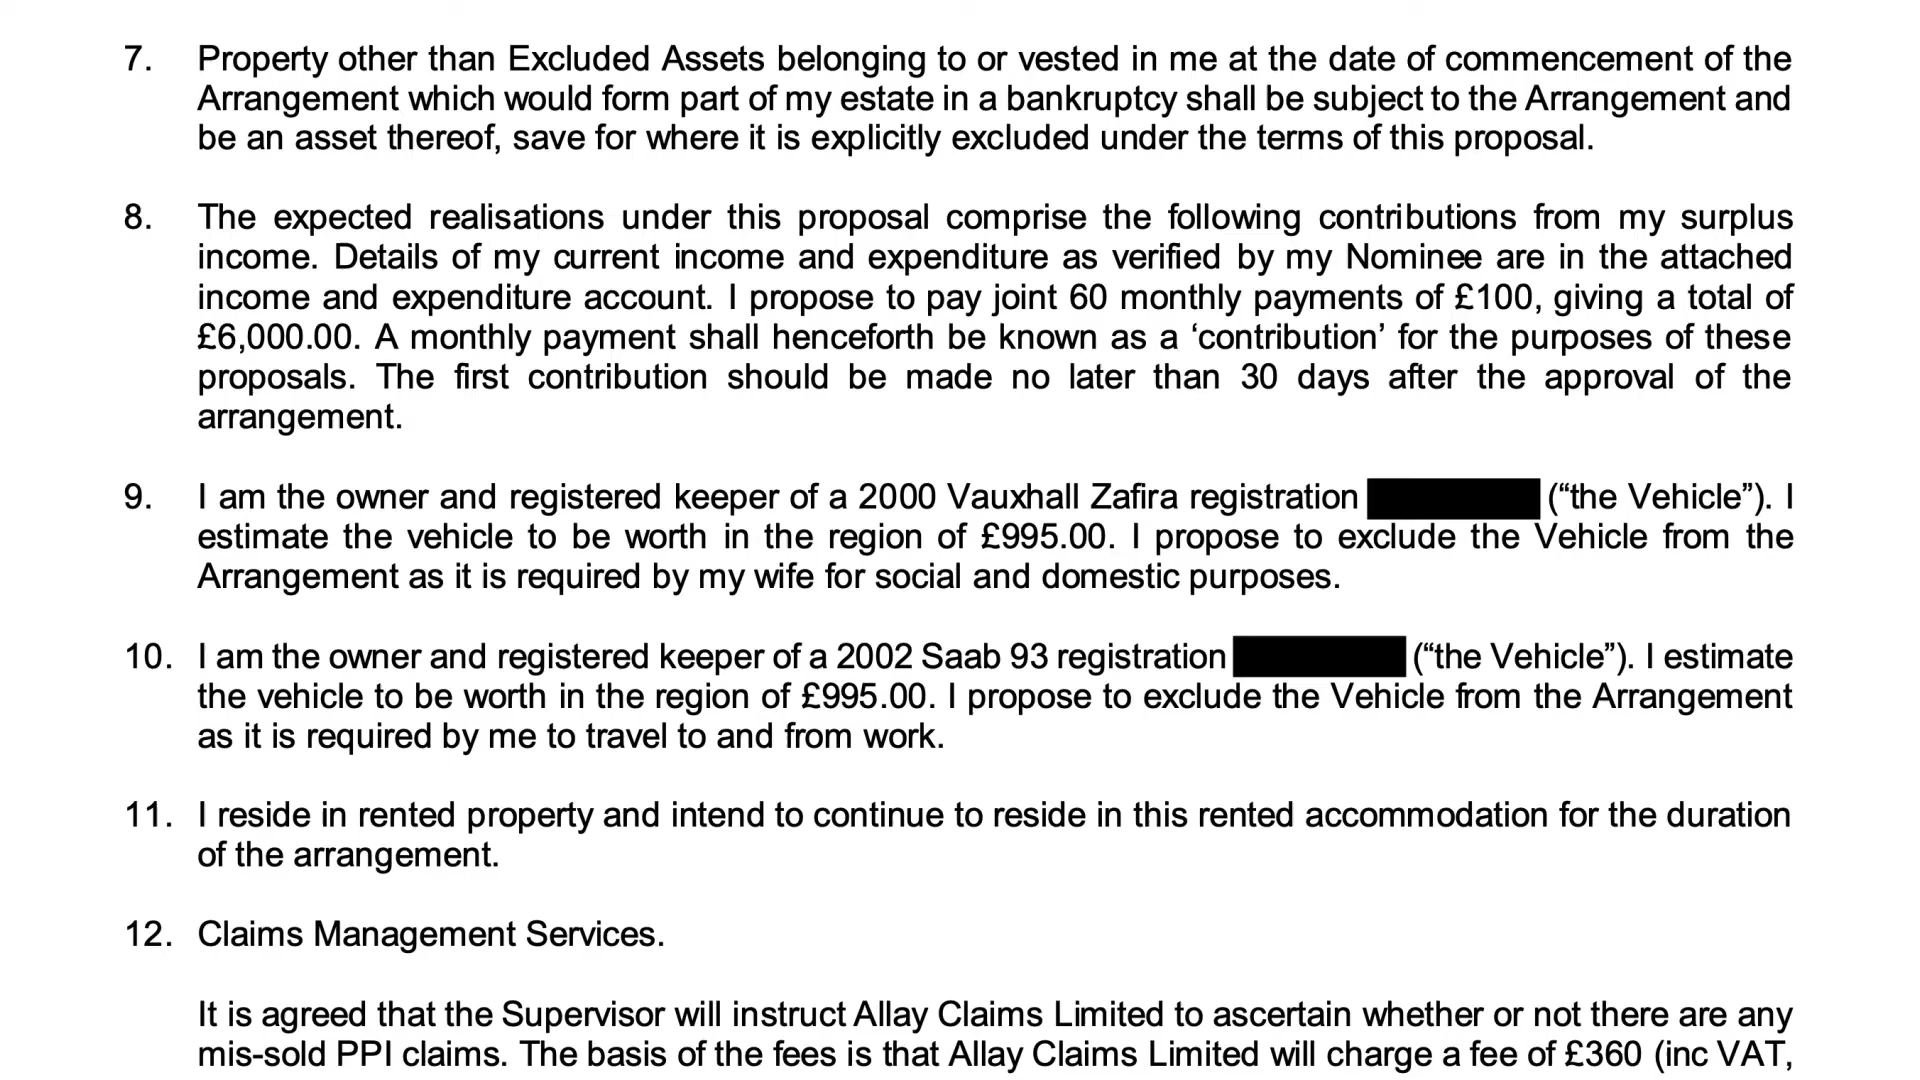 7. Property other than Excluded Assets belonging to or vested in me at the date of commencement of the
Arrangement which would form part of my estate in a bankruptcy shall be subject to the Arrangement and
be an asset thereof, save for where it is explicitly excluded under the terms of this proposal.
8. The expected realisations under this proposal comprise the following contributions from my surplus
income. Details of my current income and expenditure as verified by my Nominee are in the attached
income and expenditure account. I propose to pay joint 60 monthly payments of £100, giving a total of
£6,000.00. A monthly payment shall henceforth be known as a ‘contribution’ for the purposes of these
proposals. The first contribution should be made no later than 30 days after the approval of the
arrangement.
9. I am the owner and registered keeper of a 2000 Vauxhall Zafira registration (“the Vehicle”). I
estimate the vehicle to be worth in the region of £995.00. I propose to exclude the Vehicle from the
Arrangement as it is required by my wife for social and domestic purposes.
10. I am the owner and registered keeper of a 2002 Saab 93 registration (“the Vehicle”). I estimate
the vehicle to be worth in the region of £995.00. I propose to exclude the Vehicle from the Arrangement
as it is required by me to travel to and from work.
11. I reside in rented property and intend to continue to reside in this rented accommodation for the duration
of the arrangement.
12. Claims Management Services.
It is agreed that the Supervisor will instruct Allay Claims Limited to ascertain whether or not there are any
mis-sold PPI claims. The basis of the fees is that Allay Claims Limited will charge a fee of £360 (inc VAT,